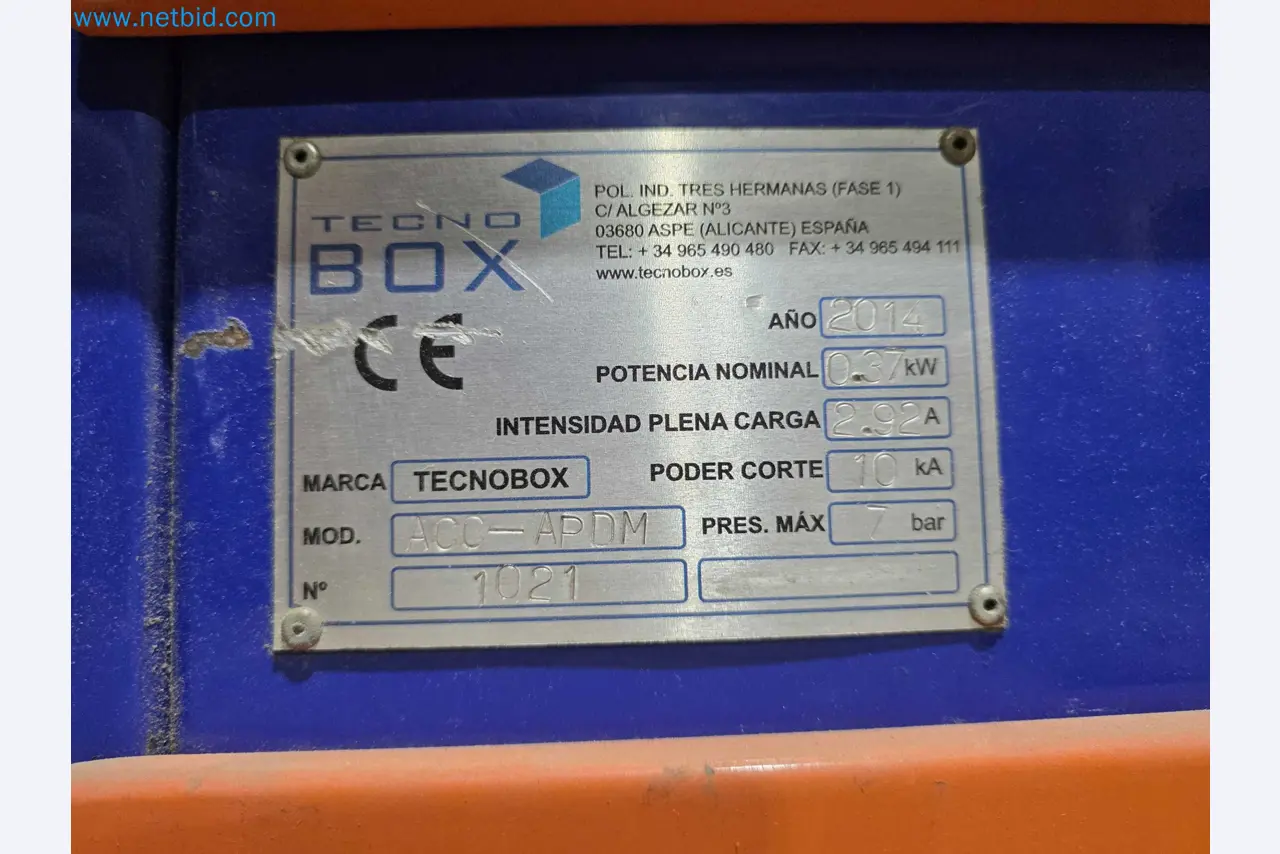 www.netbid.com
TECNO
BOX
POL. IND. TRES HERMANAS (FASE 1)
C/ ALGEZAR Nº3
03680 ASPE (ALICANTE) ESPAÑA
TEL: + 34 965 490 480 FAX: + 34 965 494 111
www.tecnobox.es
CE
AÑO 2014
POTENCIA NOMINAL 0.37 kW
INTENSIDAD PLENA CARGA 2.92 A
PODER CORTE 10 kA
MARCA TECNOBOX
MOD. ACC-APDM
PRES. MÁX 7 bar
Nº 1021